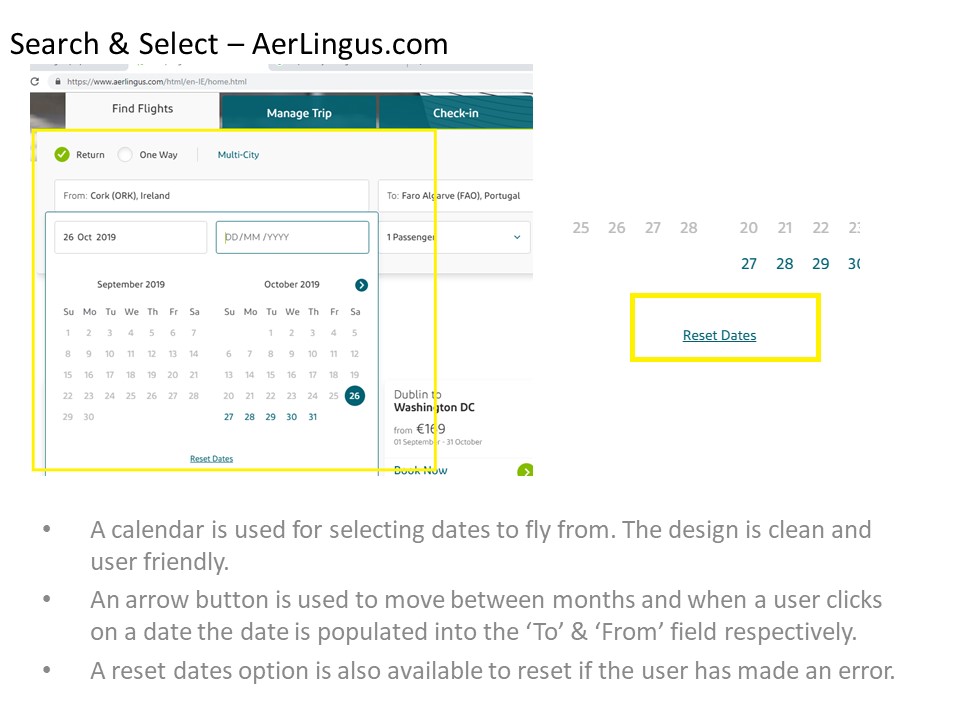 Search & Select – AerLingus.com
https://www.aerlingus.com/html/en-IE/home.html
Find Flights
Manage Trip
Check-in
Return One Way Multi-City
From: Cork (ORK), Ireland
To: Faro Algarve (FAO), Portugal
26 Oct 2019
DD/MM /YYYY
1 Passenger
September 2019
Su Mo Tu We Th Fr Sa
1 2 3 4 5 6 7
8 9 10 11 12 13 14
15 16 17 18 19 20 21
22 23 24 25 26 27 28
29 30
October 2019
Su Mo Tu We Th Fr Sa
1 2 3 4 5
6 7 8 9 10 11 12
13 14 15 16 17 18 19
20 21 22 23 24 25 26
27 28 29 30 31
Reset Dates
Dublin to
Washington DC
from €169
01 September - 31 October
Book Now
25 26 27 28 20 21 22
27 28 29
Reset Dates
• A calendar is used for selecting dates to fly from. The design is clean and
user friendly.
• An arrow button is used to move between months and when a user clicks
on a date the date is populated into the ‘To’ & ‘From’ field respectively.
• A reset dates option is also available to reset if the user has made an error.